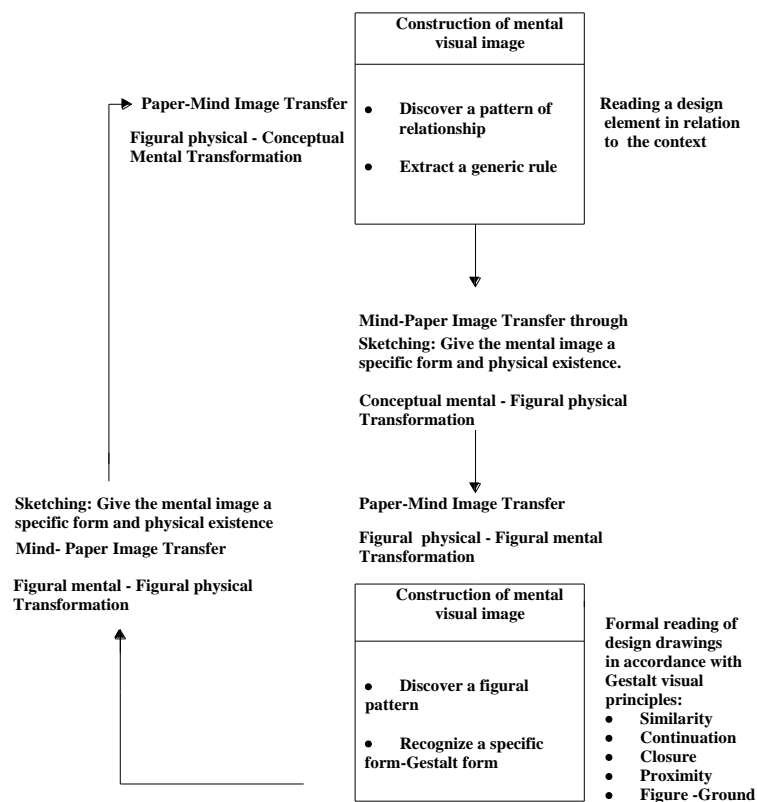 Construction of mental
visual image
Paper-Mind Image Transfer
Figural physical - Conceptual
Mental Transformation
● Discover a pattern of
relationship
● Extract a generic rule
Reading a design
element in relation
to the context
Mind-Paper Image Transfer through
Sketching: Give the mental image a
specific form and physical existence.
Conceptual mental - Figural physical
Transformation
Paper-Mind Image Transfer
Figural physical - Figural mental
Transformation
Sketching: Give the mental image a
specific form and physical existence
Mind- Paper Image Transfer
Figural mental - Figural physical
Transformation
Construction of mental
visual image
● Discover a figural
pattern
● Recognize a specific
form-Gestalt form
Formal reading of
design drawings
in accordance with
Gestalt visual
principles:
● Similarity
● Continuation
● Closure
● Proximity
● Figure -Ground